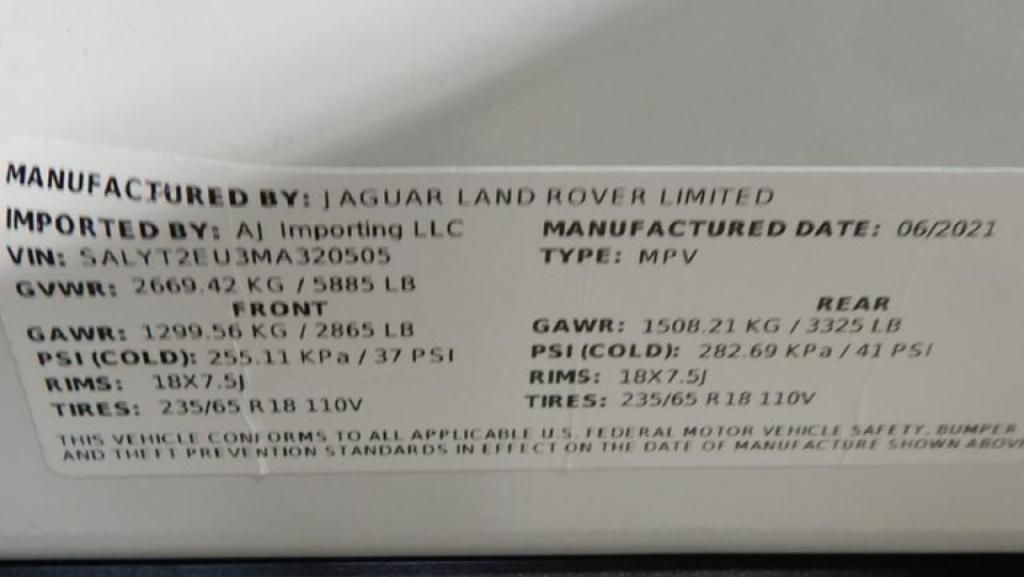 MANUFACTURED BY: JAGUAR LAND ROVER LIMITED
IMPORTED BY: AJ Importing LLC MANUFACTURED DATE: 06/2021
VIN: SALYT2EU3MA320505 TYPE: MPV
GVWR: 2669.42 KG / 5885 LB
FRONT REAR
GAWR: 1299.56 KG / 2865 LB GAWR: 1508.21 KG / 3325 LB
PSI (COLD): 255.11 KPa / 37 PSI PSI (COLD): 282.69 KPa / 41 PSI
RIMS: 18X7.5J RIMS: 18X7.5J
TIRES: 235/65 R 18 110V TIRES: 235/65 R 18 110V
THIS VEHICLE CONFORMS TO ALL APPLICABLE U.S. FEDERAL MOTOR VEHICLE SAFETY, BUMPER
AND THEFT PREVENTION STANDARDS IN EFFECT ON THE DATE OF MANUFACTURE SHOWN ABOVE